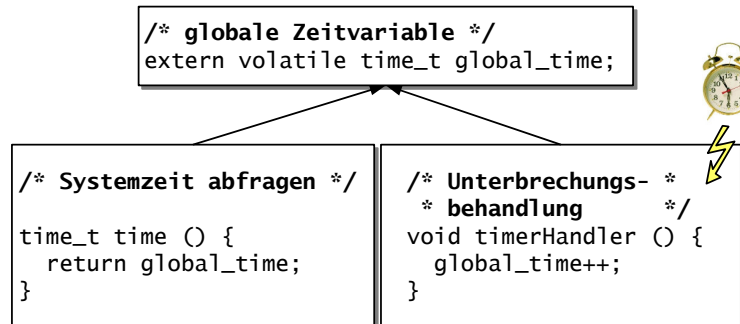 /* globale Zeitvariable */
extern volatile time_t global_time;
/* Systemzeit abfragen */
time_t time () {
  return global_time;
}
/* Unterbrechungs- *
 * behandlung      */
void timerHandler () {
  global_time++;
}